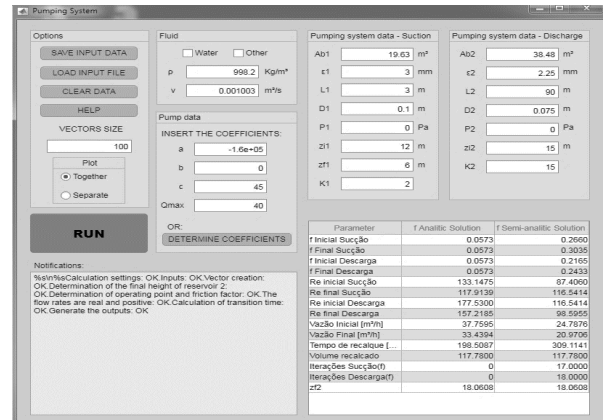 Pumping System
Options
SAVE INPUT DATA
LOAD INPUT FILE
CLEAR DATA
HELP
VECTORS SIZE
100
Plot
Together
Separate
RUN
Fluid
Water Other
ρ 998.2 Kg/m³
v 0.001003 m²/s
Pump data
INSERT THE COEFFICIENTS:
a -1.6e+05
b 0
c 45
Qmax 40
OR:
DETERMINE COEFFICIENTS
Pumping system data - Suction
Ab1 19.63 m²
ε1 3 mm
L1 3 m
D1 0.1 m
P1 0 Pa
zi1 12 m
zf1 6 m
K1 2
Pumping system data - Discharge
Ab2 38.48 m²
ε2 2.25 mm
L2 90 m
D2 0.075 m
P2 0 Pa
zi2 15 m
K2 15
Notifications:
%s\n%sCalculation settings: OK.Inputs: OK.Vector creation:
OK.Determination of the final height of reservoir 2:
OK.Determination of operating point and friction factor: OK.The
flow rates are real and positive: OK.Calculation of transition time:
OK.Generate the outputs: OK
Parameter f Analitic Solution f Semi-analitic Solution
f Inicial Sucção 0.0573 0.2660
f Final Sucção 0.0573 0.3035
f Inicial Descarga 0.0573 0.2165
f Final Descarga 0.0573 0.2433
Re inicial Sucção 133.1475 87.4060
Re final Sucção 117.9139 116.5414
Re inicial Descarga 177.5300 116.5414
Re final Descarga 157.2185 98.5955
Vazão Inicial [m³/h] 37.7595 24.7876
Vazão Final [m³/h] 33.4394 20.9706
Tempo de recalque [... 198.5087 309.1141
Volume recalcado 117.7800 117.7800
Iterações Sucção(f) 0 17.0000
Iterações Descarga(f) 0 18.0000
zf2 18.0608 18.0608